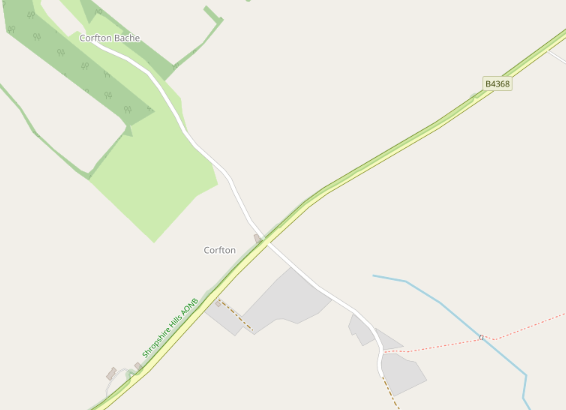 Corfton Bache
B4368
Corfton
Shropshire Hills AONB